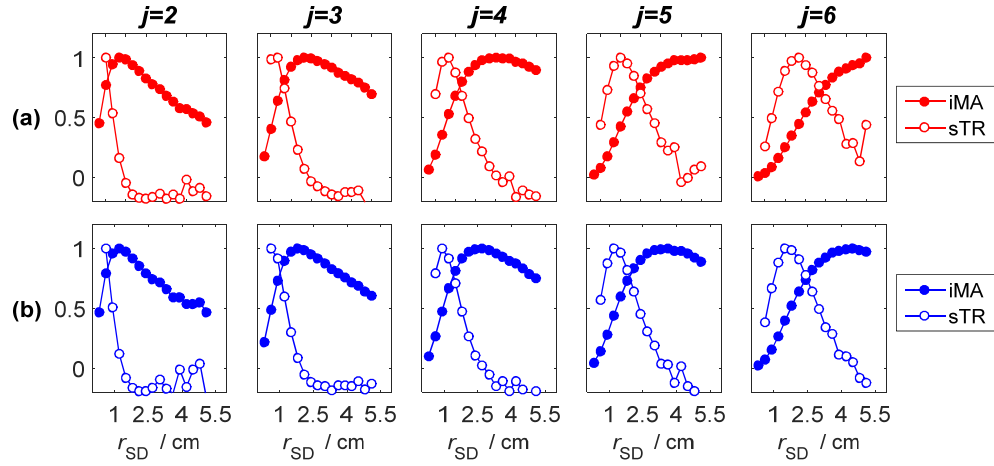 j=2 j=3 j=4 j=5 j=6
(a)
1
0.5
0
iMA
sTR
(b)
1
0.5
0
iMA
sTR
1 2.5 4 5.5 1 2.5 4 5.5 1 2.5 4 5.5 1 2.5 4 5.5 1 2.5 4 5.5
rSD / cm rSD / cm rSD / cm rSD / cm rSD / cm